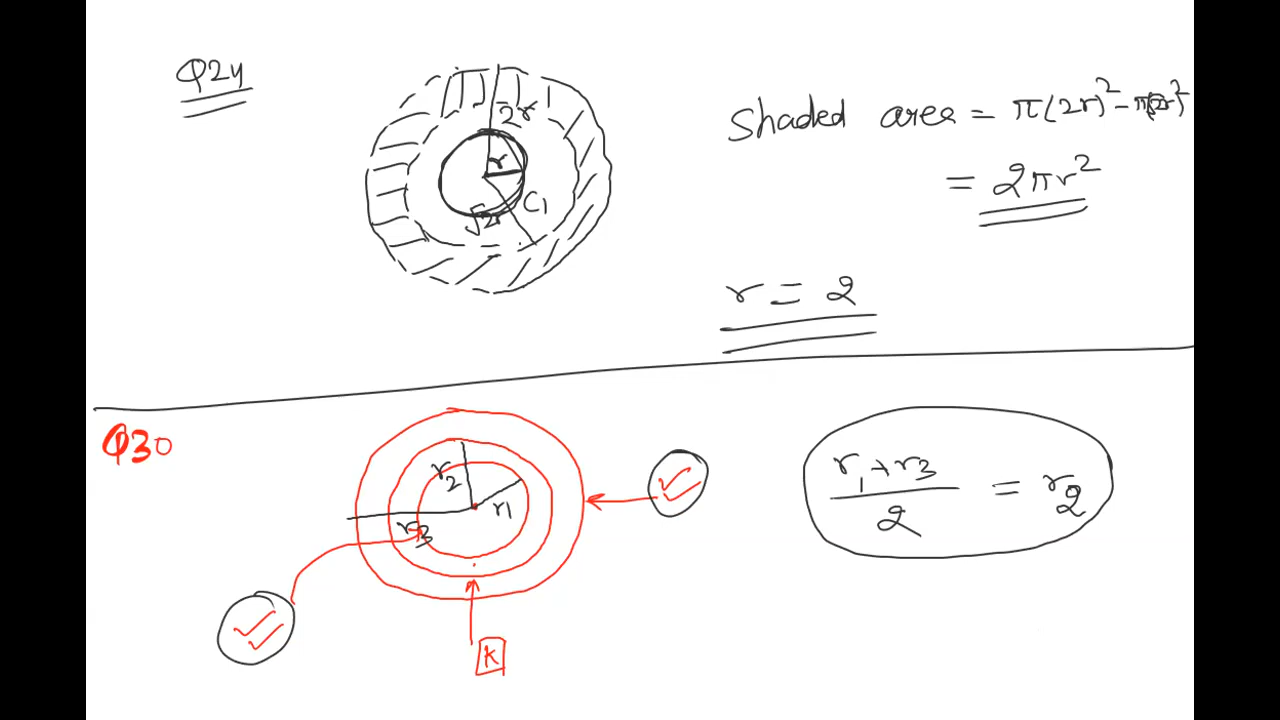 Q24
2r
r
C1
√2r
Shaded area = π(2r)² - π(√2r)²
= 2πr²
r = 2
Q30
r2
r1
r3
K
r1+r3
2
= r2